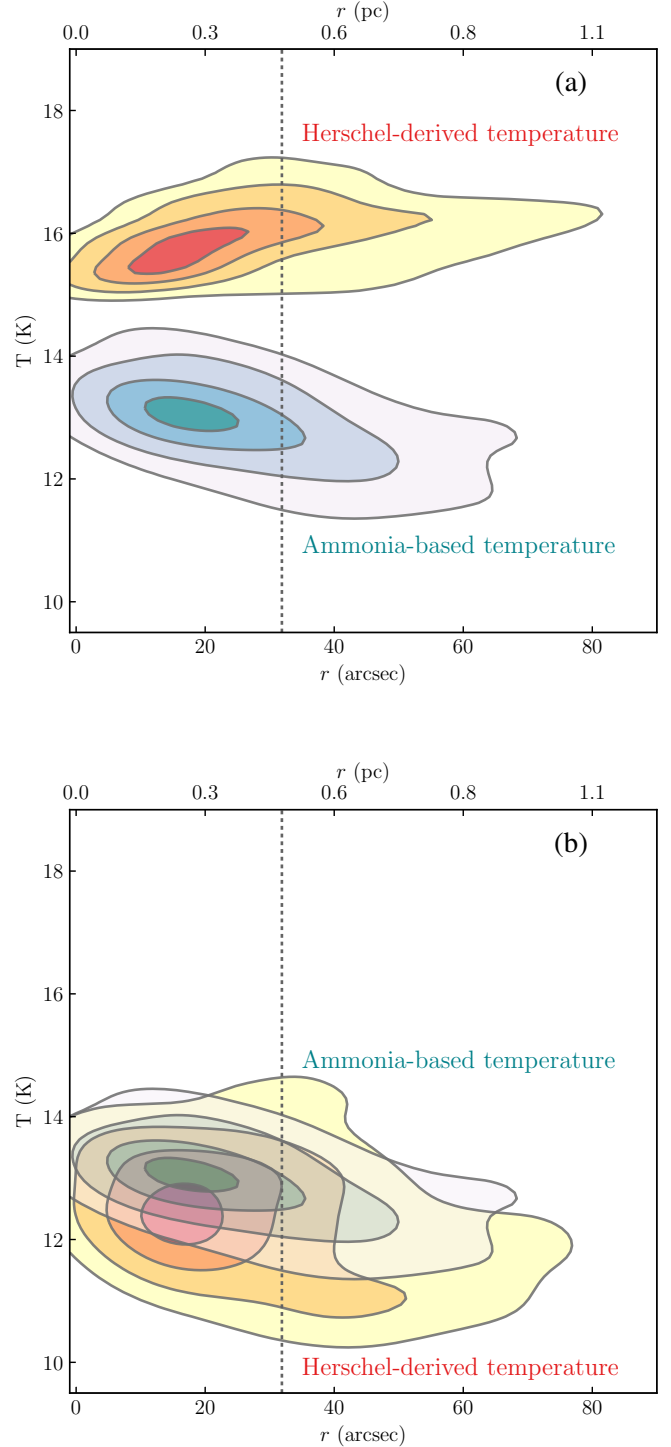 r (pc)
0.0 0.3 0.6 0.8 1.1
(a)
18
Herschel-derived temperature
16
T (K)
14
12
Ammonia-based temperature
10
0 20 40 60 80
r (arcsec)
r (pc)
0.0 0.3 0.6 0.8 1.1
(b)
18
16
Ammonia-based temperature
T (K)
14
12
10
Herschel-derived temperature
0 20 40 60 80
r (arcsec)